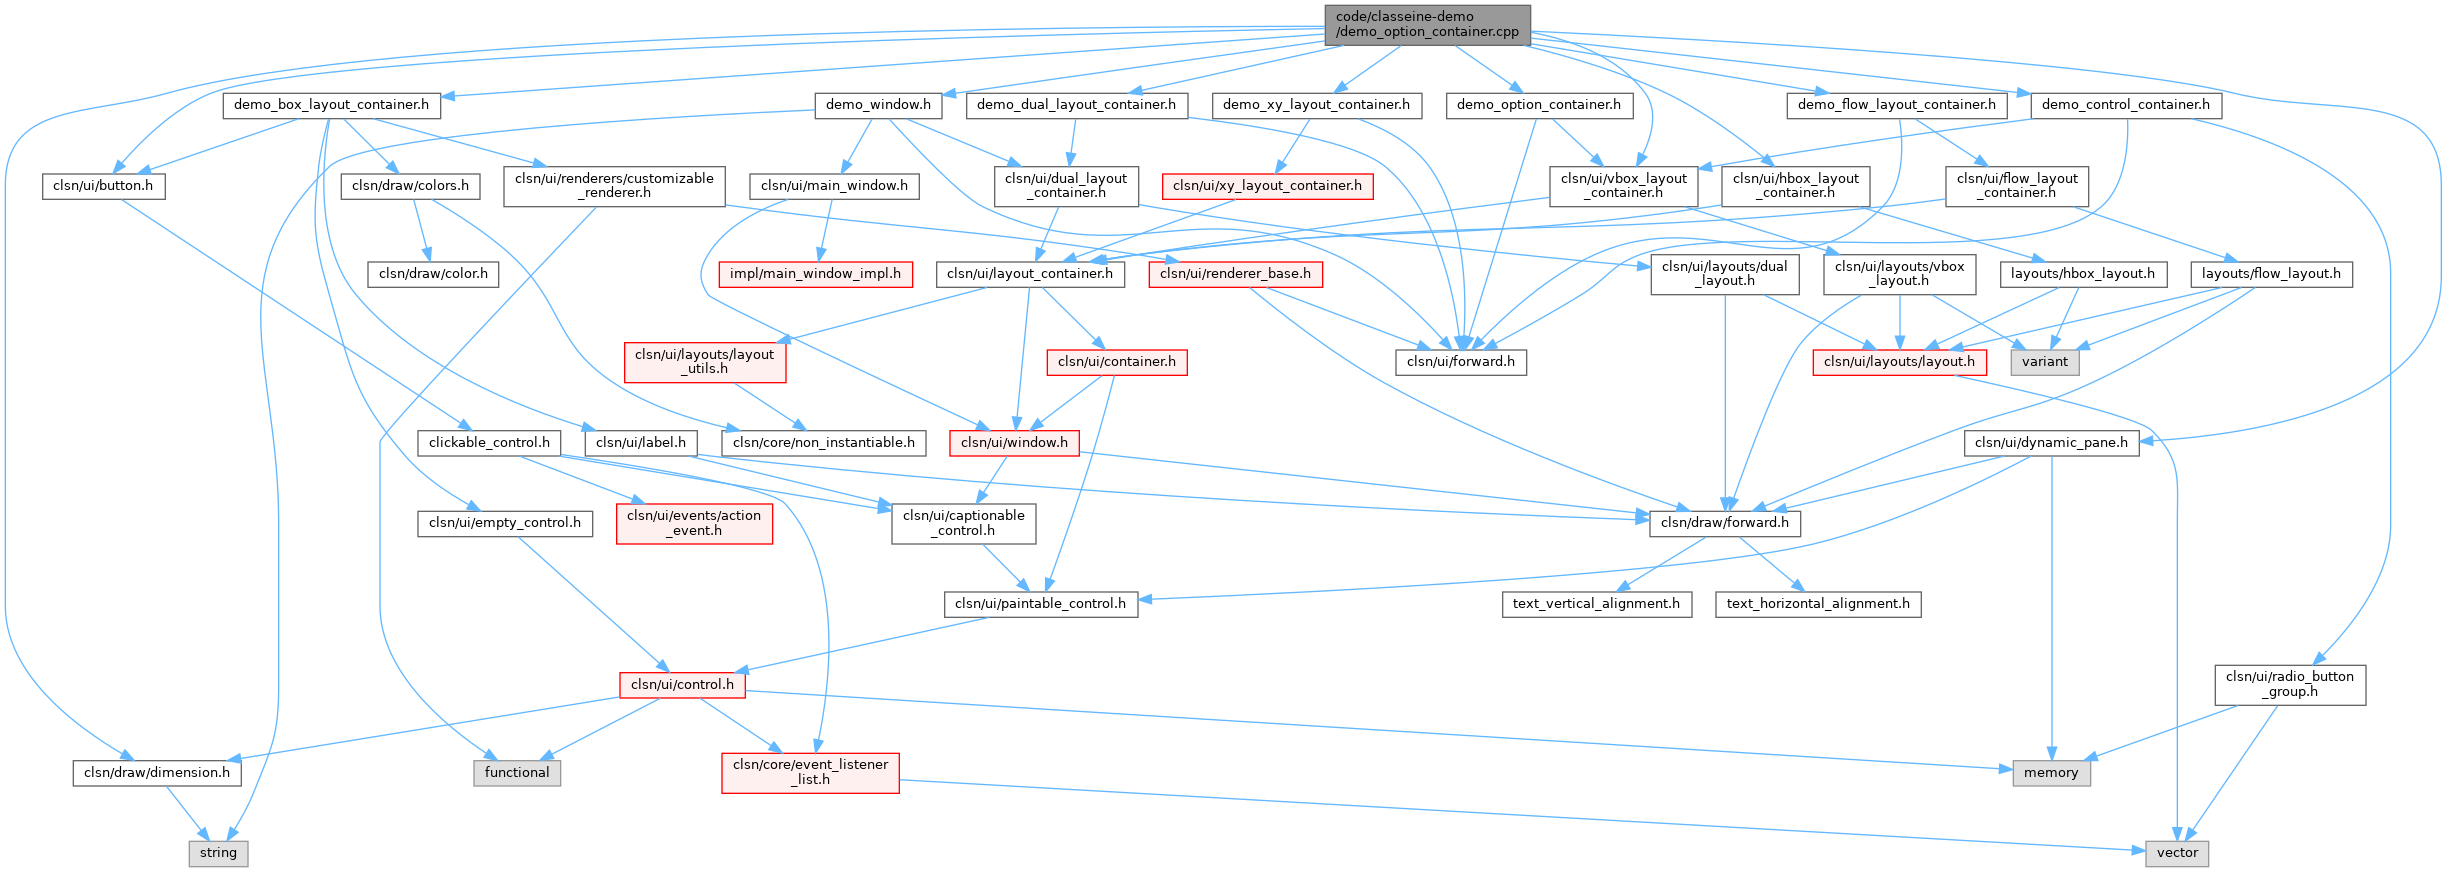 code/classeine-demo
/demo_option_container.cpp
demo_box_layout_container.h
demo_window.h
demo_dual_layout_container.h
demo_xy_layout_container.h
demo_option_container.h
demo_flow_layout_container.h
demo_control_container.h
clsn/ui/button.h
clsn/draw/colors.h
clsn/ui/renderers/customizable
_renderer.h
clsn/ui/main_window.h
clsn/ui/dual_layout
_container.h
clsn/ui/xy_layout_container.h
clsn/ui/vbox_layout
_container.h
clsn/ui/hbox_layout
_container.h
clsn/ui/flow_layout
_container.h
clsn/draw/color.h
impl/main_window_impl.h
clsn/ui/layout_container.h
clsn/ui/renderer_base.h
clsn/ui/layouts/dual
_layout.h
clsn/ui/layouts/vbox
_layout.h
layouts/hbox_layout.h
layouts/flow_layout.h
clsn/ui/layouts/layout
_utils.h
clsn/ui/container.h
clsn/ui/forward.h
clsn/ui/layouts/layout.h
variant
clickable_control.h
clsn/ui/label.h
clsn/core/non_instantiable.h
clsn/ui/window.h
clsn/ui/dynamic_pane.h
clsn/ui/empty_control.h
clsn/ui/events/action
_event.h
clsn/ui/captionable
_control.h
clsn/draw/forward.h
clsn/ui/paintable_control.h
text_vertical_alignment.h
text_horizontal_alignment.h
clsn/ui/control.h
clsn/ui/radio_button
_group.h
clsn/draw/dimension.h
functional
clsn/core/event_listener
_list.h
memory
string
vector